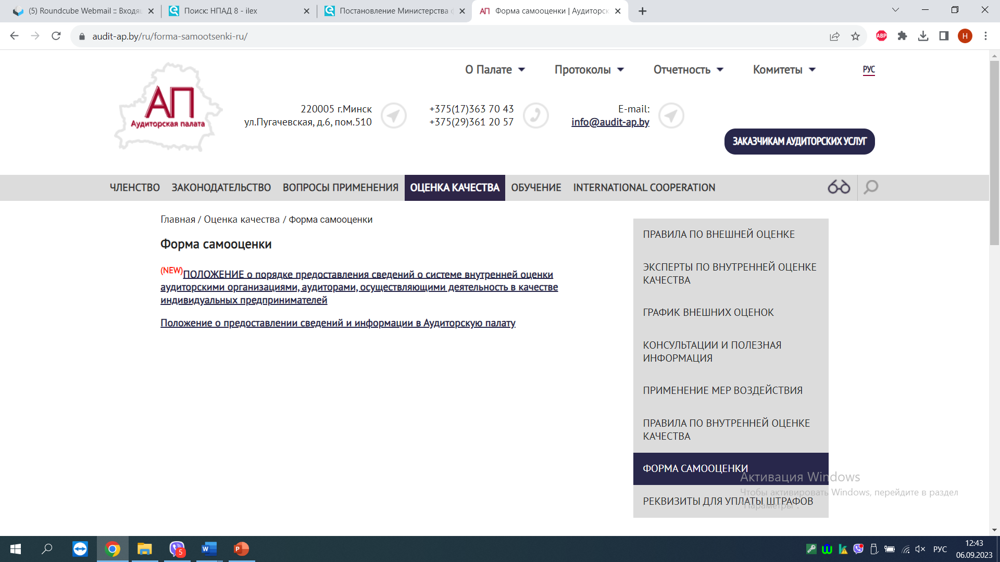 (5) Roundcube Webmail :: Входящ
Поиск: НПАД 8 - ilex
Постановление Министерства ф
Форма самооценки | Аудиторск
audit-ap.by/ru/forma-samootsenki-ru/
ABP
Н
О Палате
Протоколы
Отчетность
Комитеты
РУС
АП
Аудиторская палата
220005 г.Минск
ул.Пугачевская, д.6, пом.510
+375(17)363 70 43
+375(29)361 20 57
E-mail:
info@audit-ap.by
ЗАКАЗЧИКАМ АУДИТОРСКИХ УСЛУГ
ЧЛЕНСТВО ЗАКОНОДАТЕЛЬСТВО ВОПРОСЫ ПРИМЕНЕНИЯ ОЦЕНКА КАЧЕСТВА ОБУЧЕНИЕ INTERNATIONAL COOPERATION
Главная / Оценка качества / Форма самооценки
Форма самооценки
(NEW)ПОЛОЖЕНИЕ о порядке предоставления сведений о системе внутренней оценки
аудиторскими организациями, аудиторами, осуществляющими деятельность в качестве
индивидуальных предпринимателей
Положение о предоставлении сведений и информации в Аудиторскую палату
ПРАВИЛА ПО ВНЕШНЕЙ ОЦЕНКЕ
ЭКСПЕРТЫ ПО ВНУТРЕННЕЙ ОЦЕНКЕ
КАЧЕСТВА
ГРАФИК ВНЕШНИХ ОЦЕНОК
КОНСУЛЬТАЦИИ И ПОЛЕЗНАЯ
ИНФОРМАЦИЯ
ПРИМЕНЕНИЕ МЕР ВОЗДЕЙСТВИЯ
ПРАВИЛА ПО ВНУТРЕННЕЙ ОЦЕНКЕ
КАЧЕСТВА
ФОРМА САМООЦЕНКИ
РЕКВИЗИТЫ ДЛЯ УПЛАТЫ ШТРАФОВ
Активация Windows
Чтобы активировать Windows, перейдите в раздел
"Параметры".
5
РУС
12:43
06.09.2023